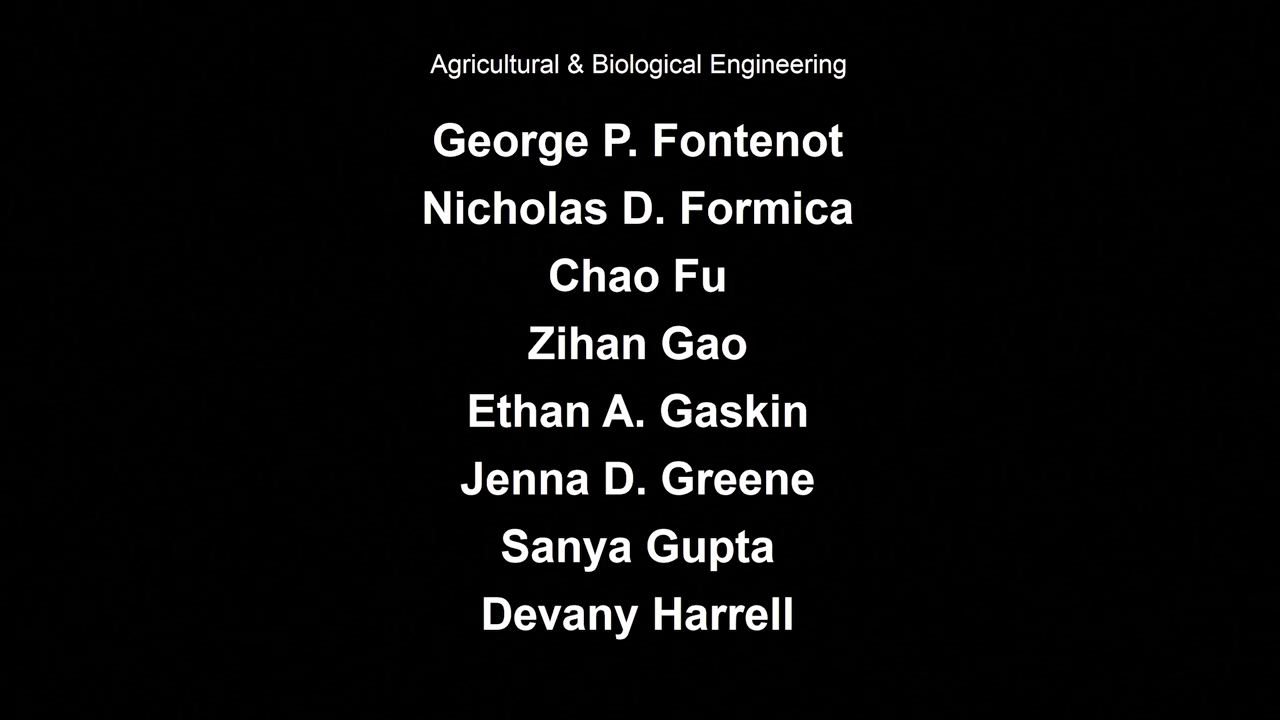 Agricultural & Biological Engineering
George P. Fontenot
Nicholas D. Formica
Chao Fu
Zihan Gao
Ethan A. Gaskin
Jenna D. Greene
Sanya Gupta
Devany Harrell